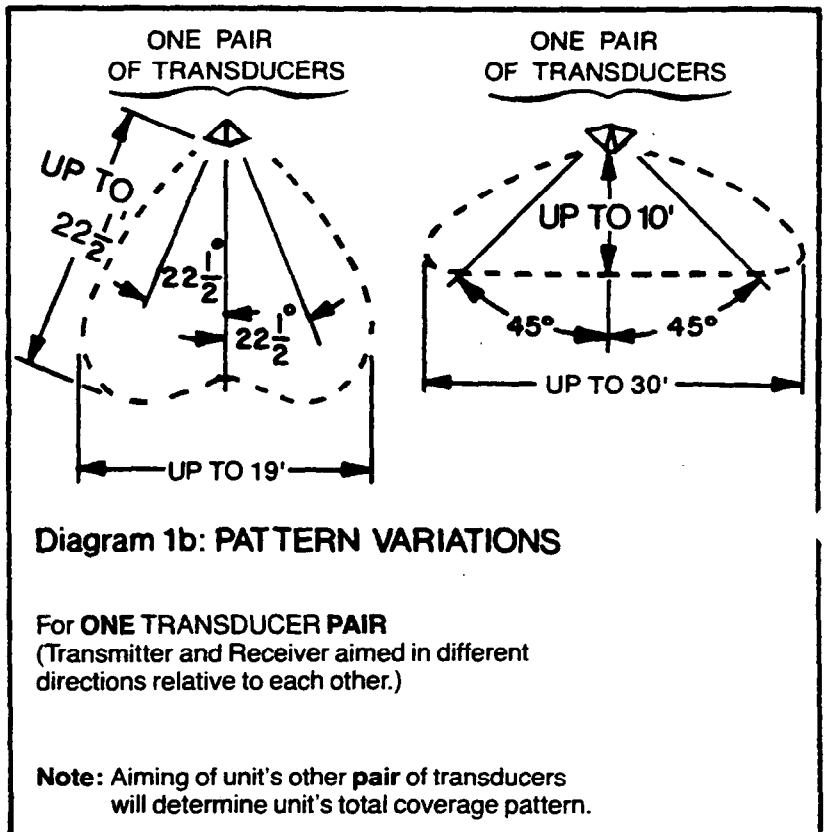 ONE PAIR
OF TRANSDUCERS
UP TO
22 1/2'
22 1/2°
22 1/2°
UP TO 19'
ONE PAIR
OF TRANSDUCERS
UP TO 10'
45°
45°
UP TO 30'
Diagram 1b: PATTERN VARIATIONS
For ONE TRANSDUCER PAIR
(Transmitter and Receiver aimed in different
directions relative to each other.)
Note: Aiming of unit's other pair of transducers
will determine unit's total coverage pattern.